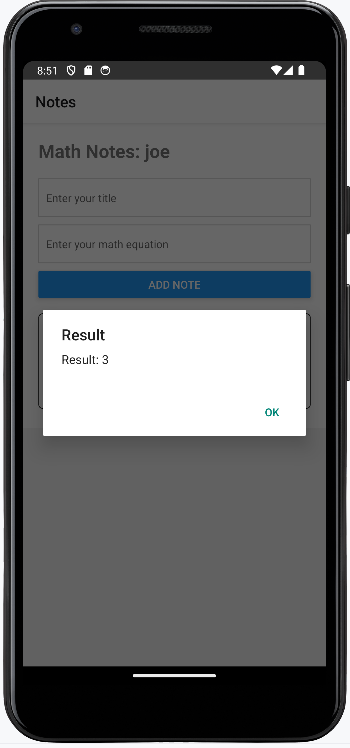 8:51
Notes
Math Notes: joe
Enter your title
Enter your math equation
ADD NOTE
Result
Result: 3
OK